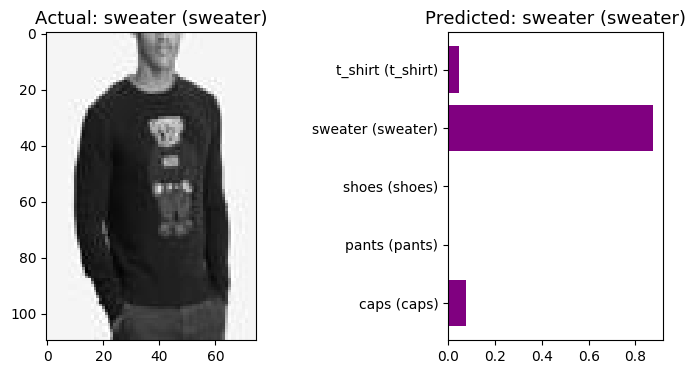 Actual: sweater (sweater)
0
20
40
60
80
100
0
20
40
60
Predicted: sweater (sweater)
t_shirt (t_shirt)
sweater (sweater)
shoes (shoes)
pants (pants)
caps (caps)
0.0
0.2
0.4
0.6
0.8